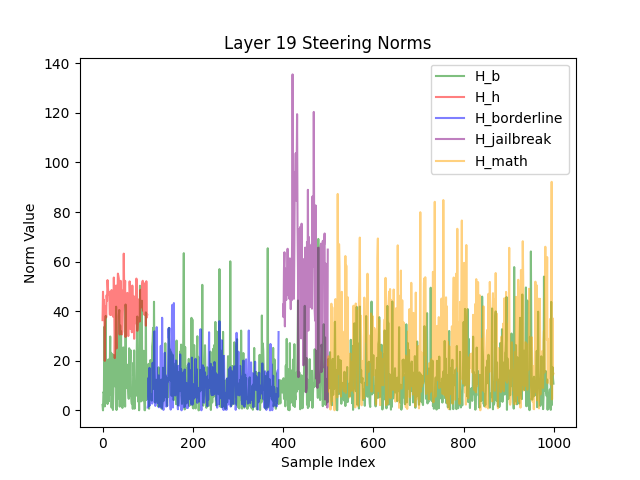 Layer 19 Steering Norms
140
120
100
80
60
40
20
0
Norm Value
H_b
H_h
H_borderline
H_jailbreak
H_math
0
200
400
600
800
1000
Sample Index